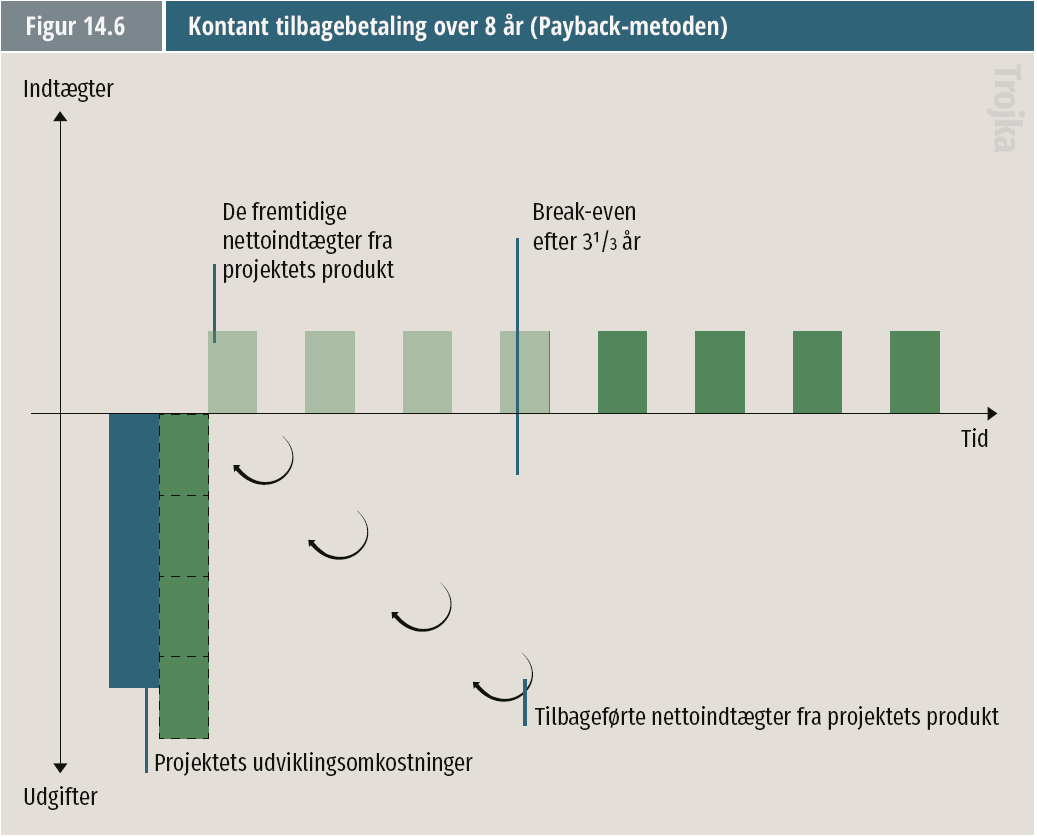 Figur 14.6
Kontant tilbagebetaling over 8 år (Payback-metoden)
Trojka
Indtægter
De fremtidige
nettoindtægter fra
projektets produkt
Break-even
efter 3¹/₃ år
Tid
Tilbageførte nettoindtægter fra projektets produkt
Projektets udviklingsomkostninger
Udgifter